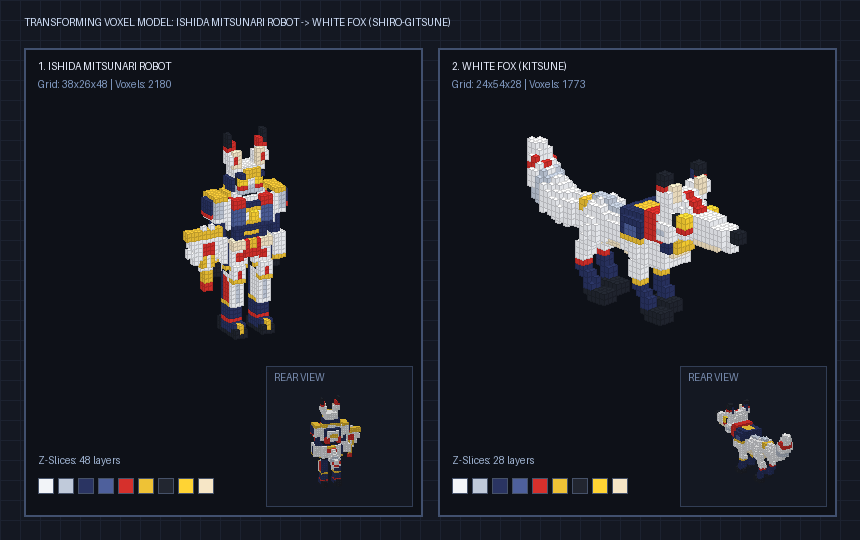 TRANSFORMING VOXEL MODEL: ISHIDA MITSUNARI ROBOT -> WHITE FOX (SHIRO-GITSUNE)
1. ISHIDA MITSUNARI ROBOT
Grid: 38x26x48 | Voxels: 2180
REAR VIEW
Z-Slices: 48 layers
2. WHITE FOX (KITSUNE)
Grid: 24x54x28 | Voxels: 1773
REAR VIEW
Z-Slices: 28 layers